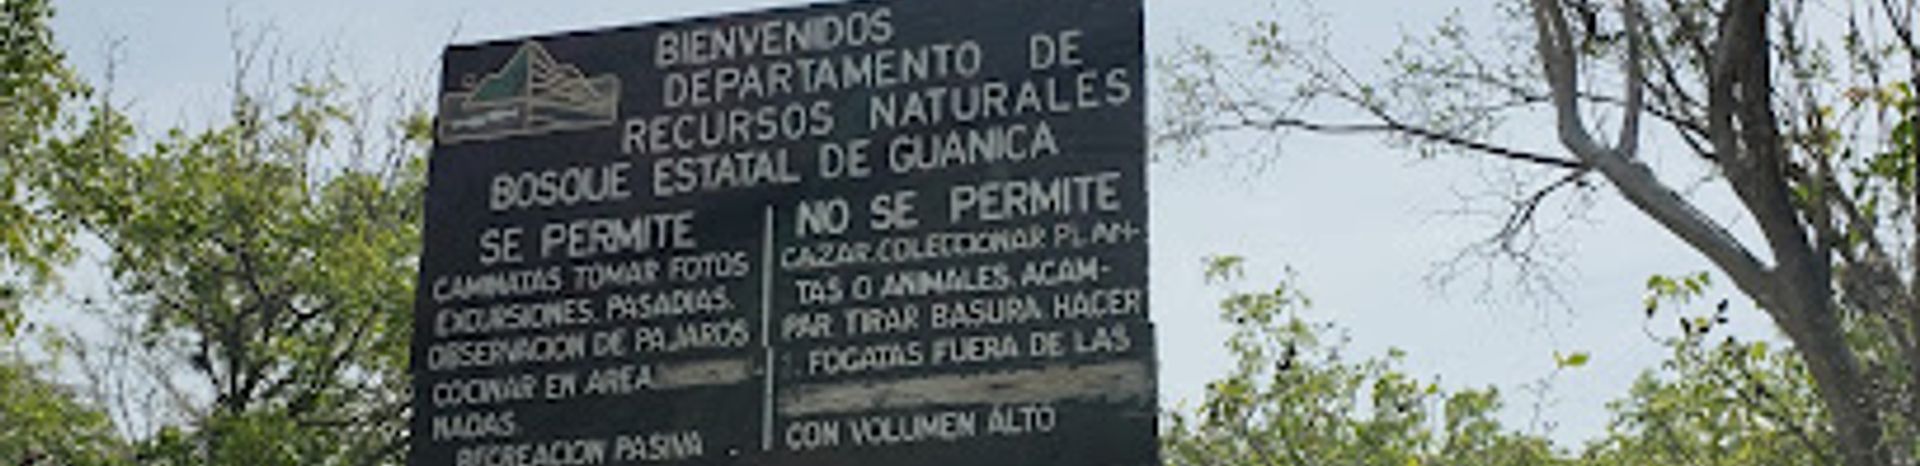 BIENVENIDOS
DEPARTAMENTO DE
RECURSOS NATURALES
BOSQUE ESTATAL DE GUANICA
SE PERMITE
CAMINATAS TOMAR FOTOS
EXCURSIONES, PASADIAS,
OBSERVACION DE PAJAROS
COCINAR EN AREA
NADAS
RECREACION PASIVA
NO SE PERMITE
CAZAR, COLECCIONAR PLAN-
TAS O ANIMALES, ACAM-
PAR TIRAR BASURA, HACER
FOGATAS FUERA DE LAS
CON VOLUMEN ALTO